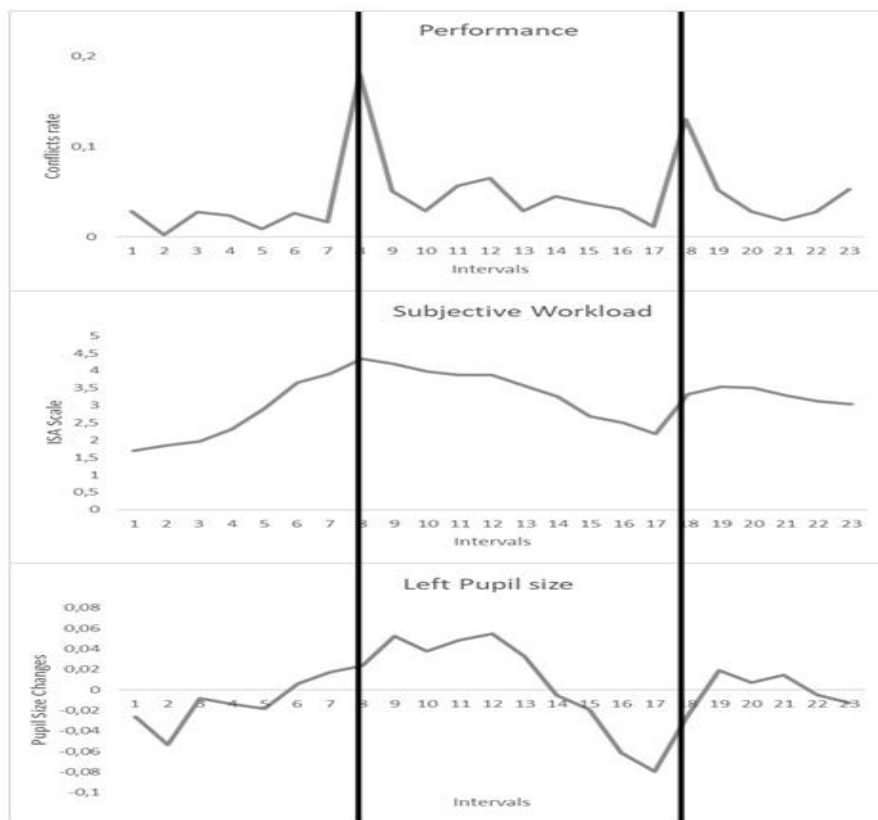 Performance
Conflicts rate
0,2
0,1
0
1 2 3 4 5 6 7 8 9 10 11 12 13 14 15 16 17 18 19 20 21 22 23
Intervals
Subjective Workload
ISA Scale
5
4,5
4
3,5
3
2,5
2
1,5
1
0,5
0
1 2 3 4 5 6 7 8 9 10 11 12 13 14 15 16 17 18 19 20 21 22 23
Intervals
Left Pupil size
Pupil Size Changes
0,08
0,06
0,04
0,02
0
-0,02
-0,04
-0,06
-0,08
-0,1
1 2 3 4 5 6 7 8 9 10 11 12 13 14 15 16 17 18 19 20 21 22 23
Intervals